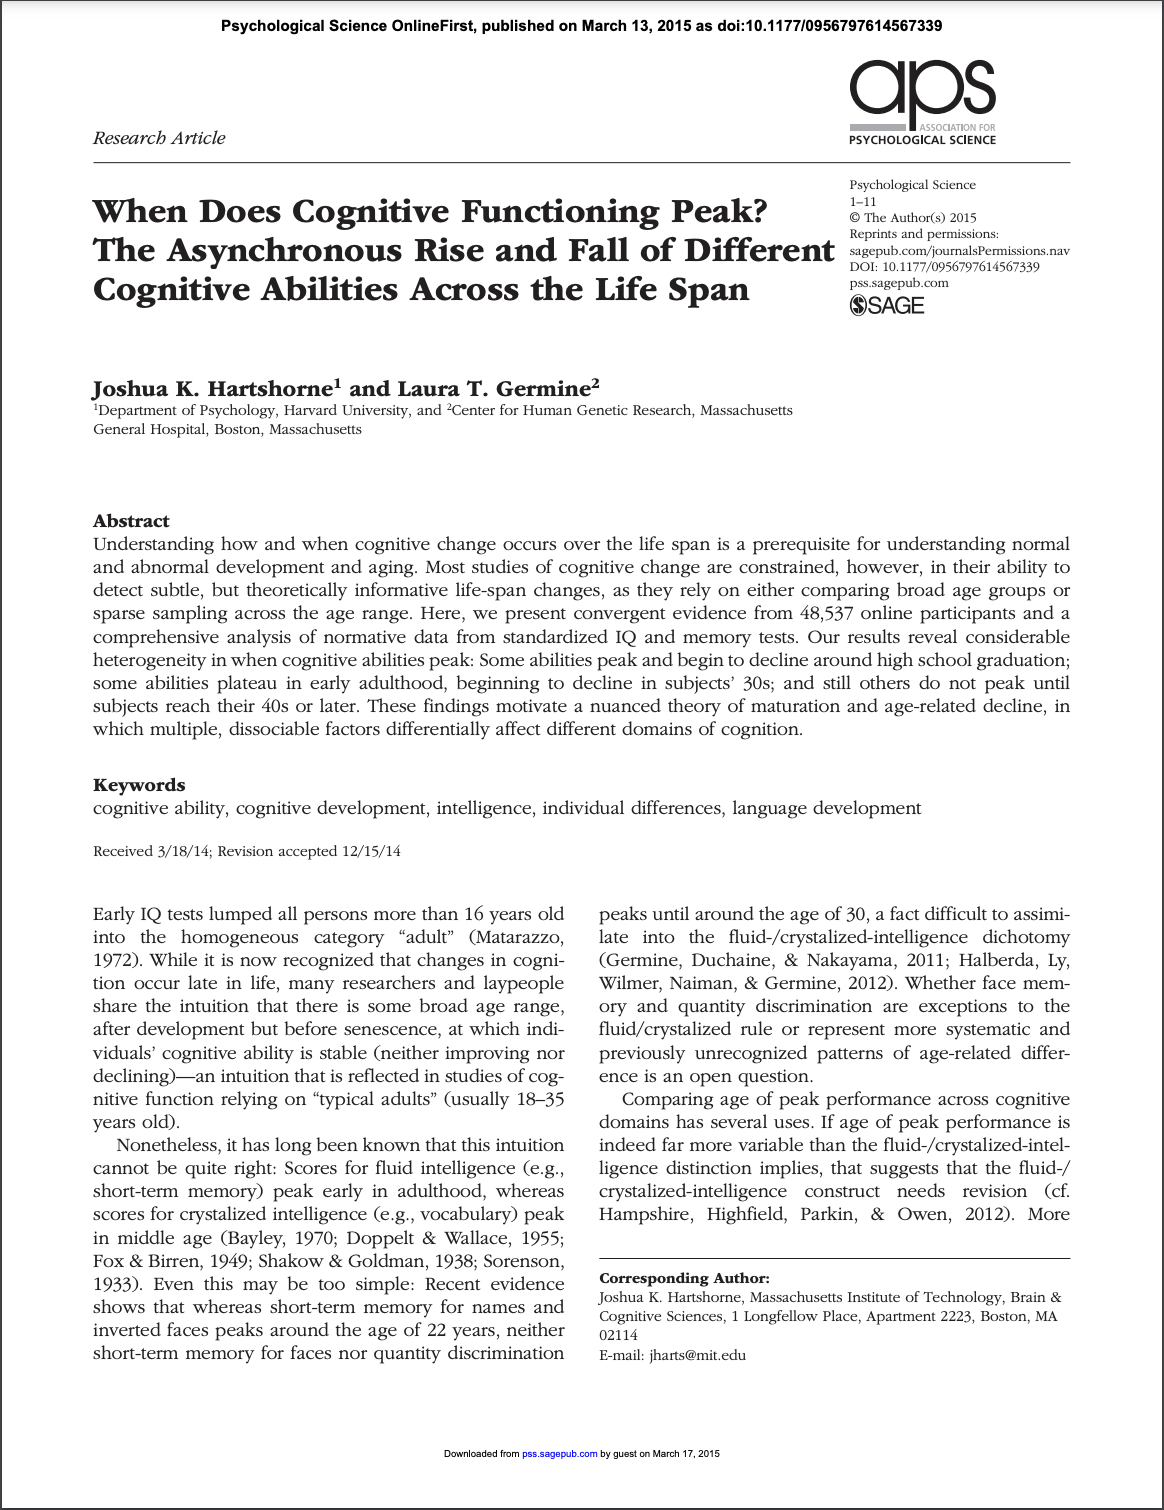 Psychological Science OnlineFirst, published on March 13, 2015 as doi:10.1177/0956797614567339
aps
ASSOCIATION FOR
PSYCHOLOGICAL SCIENCE
Research Article
When Does Cognitive Functioning Peak?
The Asynchronous Rise and Fall of Different
Cognitive Abilities Across the Life Span
Psychological Science
1–11
© The Author(s) 2015
Reprints and permissions:
sagepub.com/journalsPermissions.nav
DOI: 10.1177/0956797614567339
pss.sagepub.com
SAGE
Joshua K. Hartshorne1 and Laura T. Germine2
1Department of Psychology, Harvard University, and 2Center for Human Genetic Research, Massachusetts
General Hospital, Boston, Massachusetts
Abstract
Understanding how and when cognitive change occurs over the life span is a prerequisite for understanding normal
and abnormal development and aging. Most studies of cognitive change are constrained, however, in their ability to
detect subtle, but theoretically informative life-span changes, as they rely on either comparing broad age groups or
sparse sampling across the age range. Here, we present convergent evidence from 48,537 online participants and a
comprehensive analysis of normative data from standardized IQ and memory tests. Our results reveal considerable
heterogeneity in when cognitive abilities peak: Some abilities peak and begin to decline around high school graduation;
some abilities plateau in early adulthood, beginning to decline in subjects’ 30s; and still others do not peak until
subjects reach their 40s or later. These findings motivate a nuanced theory of maturation and age-related decline, in
which multiple, dissociable factors differentially affect different domains of cognition.
Keywords
cognitive ability, cognitive development, intelligence, individual differences, language development
Received 3/18/14; Revision accepted 12/15/14
Early IQ tests lumped all persons more than 16 years old
into the homogeneous category “adult” (Matarazzo,
1972). While it is now recognized that changes in cogni-
tion occur late in life, many researchers and laypeople
share the intuition that there is some broad age range,
after development but before senescence, at which indi-
viduals’ cognitive ability is stable (neither improving nor
declining)—an intuition that is reflected in studies of cog-
nitive function relying on “typical adults” (usually 18–35
years old).
Nonetheless, it has long been known that this intuition
cannot be quite right: Scores for fluid intelligence (e.g.,
short-term memory) peak early in adulthood, whereas
scores for crystalized intelligence (e.g., vocabulary) peak
in middle age (Bayley, 1970; Doppelt & Wallace, 1955;
Fox & Birren, 1949; Shakow & Goldman, 1938; Sorenson,
1933). Even this may be too simple: Recent evidence
shows that whereas short-term memory for names and
inverted faces peaks around the age of 22 years, neither
short-term memory for faces nor quantity discrimination
peaks until around the age of 30, a fact difficult to assimi-
late into the fluid-/crystalized-intelligence dichotomy
(Germine, Duchaine, & Nakayama, 2011; Halberda, Ly,
Wilmer, Naiman, & Germine, 2012). Whether face mem-
ory and quantity discrimination are exceptions to the
fluid/crystalized rule or represent more systematic and
previously unrecognized patterns of age-related differ-
ence is an open question.
Comparing age of peak performance across cognitive
domains has several uses. If age of peak performance is
indeed far more variable than the fluid-/crystalized-intel-
ligence distinction implies, that suggests that the fluid-/
crystalized-intelligence construct needs revision (cf.
Hampshire, Highfield, Parkin, & Owen, 2012). More
Corresponding Author:
Joshua K. Hartshorne, Massachusetts Institute of Technology, Brain &
Cognitive Sciences, 1 Longfellow Place, Apartment 2223, Boston, MA
02114
E-mail: jharts@mit.edu
Downloaded from pss.sagepub.com by guest on March 17, 2015